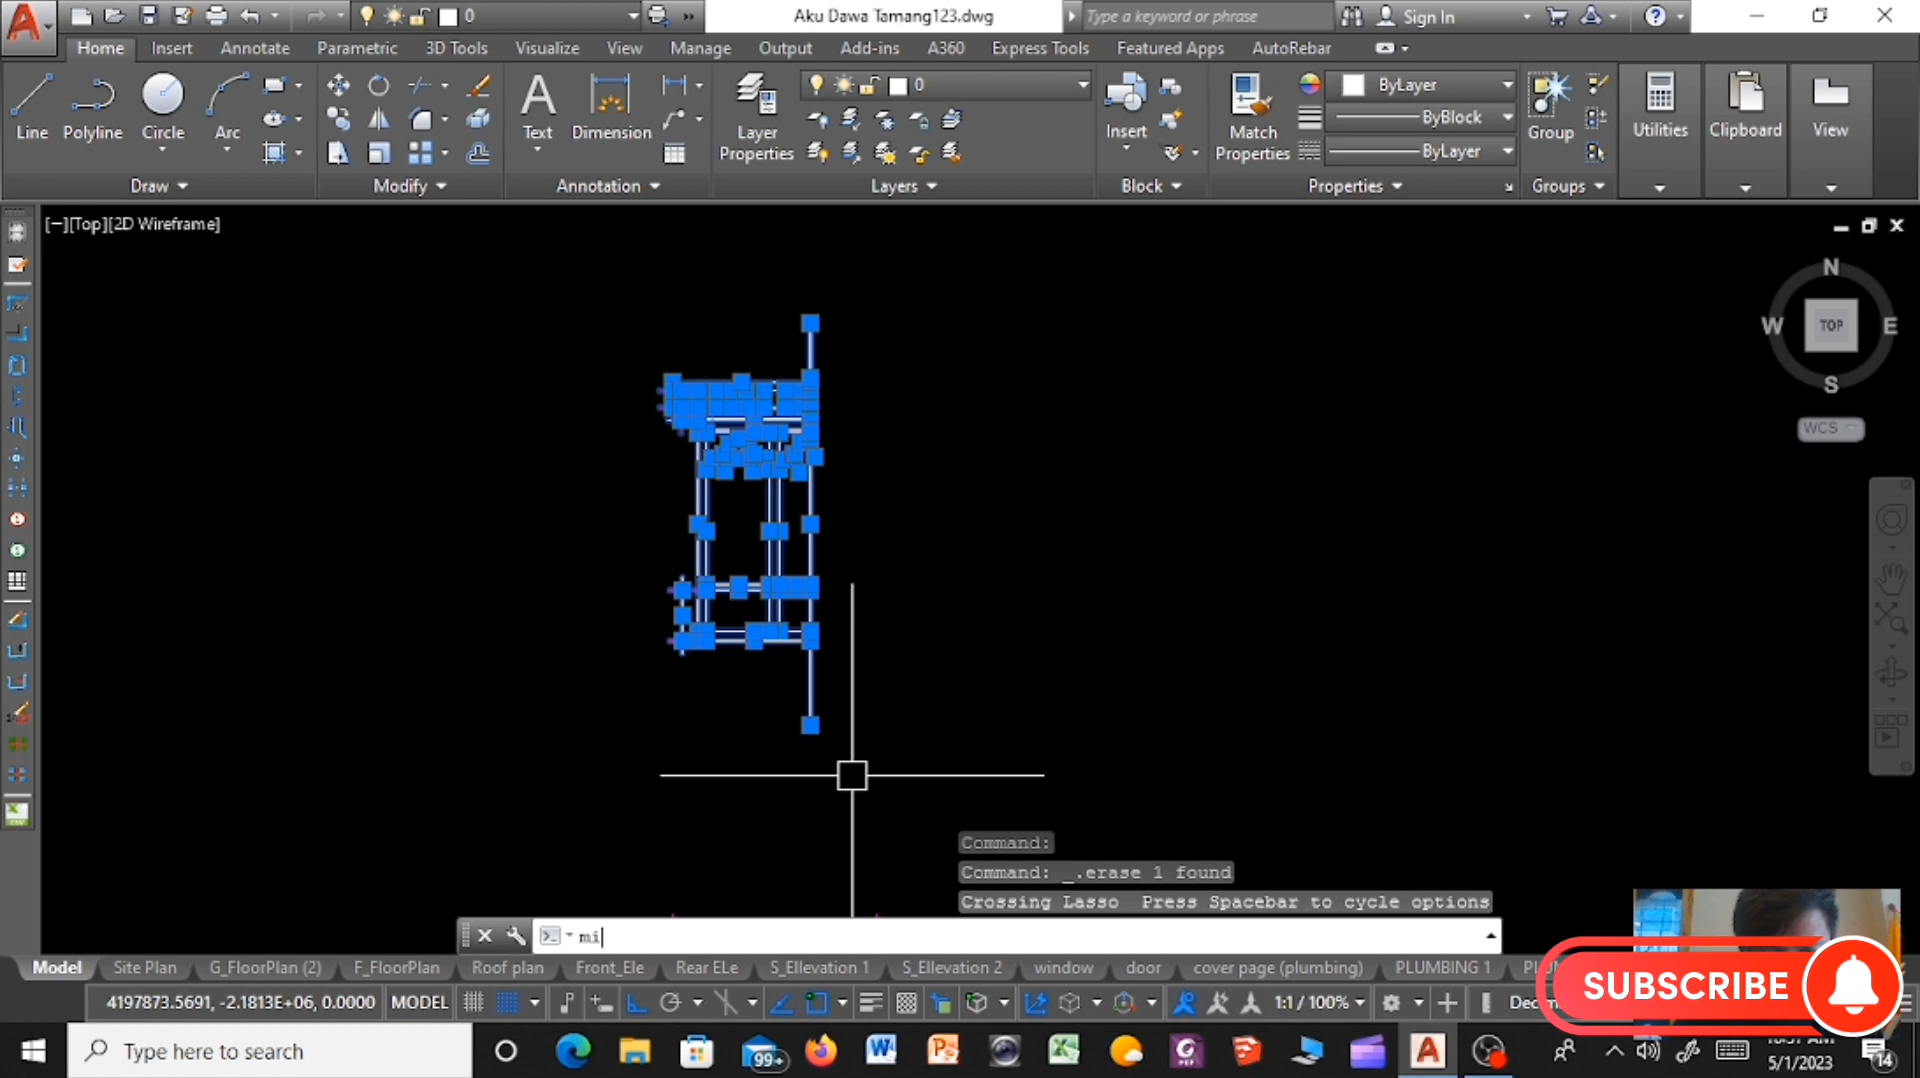 0
Aku Dawa Tamang123.dwg
Type a keyword or phrase
Sign In
Home
Insert
Annotate
Parametric
3D Tools
Visualize
View
Manage
Output
Add-ins
A360
Express Tools
Featured Apps
AutoRebar
Line
Polyline
Circle
Arc
Text
Dimension
Layer
Properties
0
Insert
Match
Properties
ByLayer
ByBlock
ByLayer
Group
Utilities
Clipboard
View
Draw
Modify
Annotation
Layers
Block
Properties
Groups
[−][Top][2D Wireframe]
N
W
TOP
E
S
WCS
Command:
Command: _.erase 1 found
Crossing Lasso  Press Spacebar to cycle options
mi
Model
Site Plan
G_FloorPlan (2)
F_FloorPlan
Roof plan
Front_Ele
Rear ELe
S_Ellevation 1
S_Ellevation 2
window
door
cover page (plumbing)
PLUMBING 1
SUBSCRIBE
4197873.5691, -2.1813E+06, 0.0000
MODEL
1:1 / 100%
Type here to search
99+
5/1/2023
14